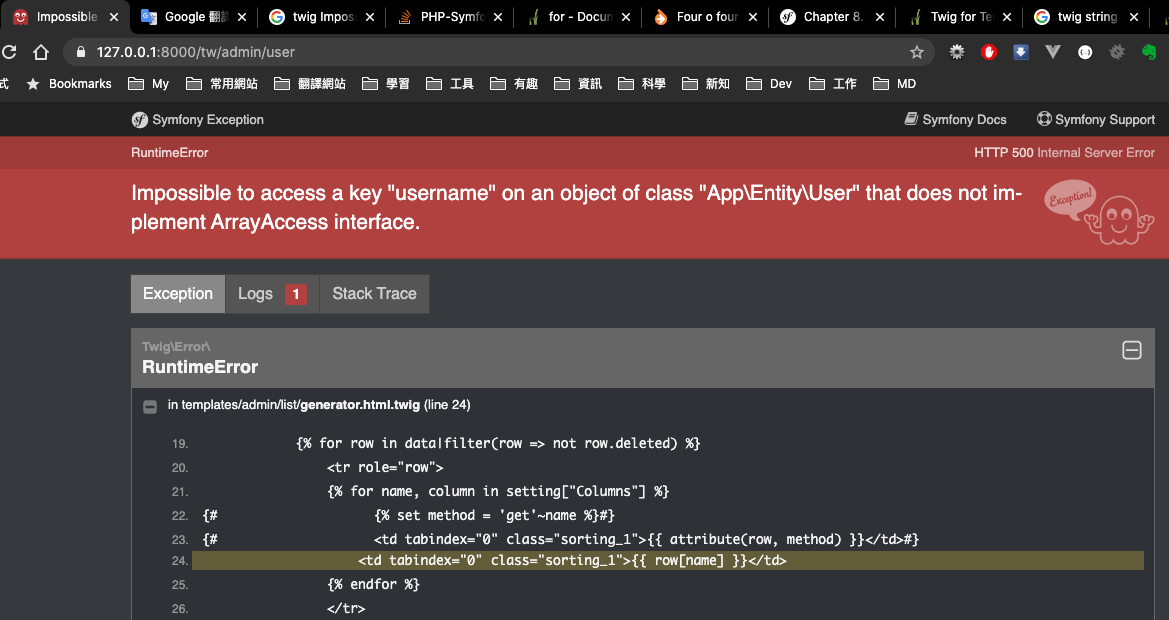 Impossible
Google 翻譯
twig Impos
PHP-Symfo
for - Docum
Four o four
Chapter 8.
Twig for Te
twig string
127.0.0.1:8000/tw/admin/user
式
Bookmarks
My
常用網站
翻譯網站
學習
工具
有趣
資訊
科學
新知
Dev
工作
MD
Symfony Exception
Symfony Docs
Symfony Support
RuntimeError
HTTP 500 Internal Server Error
Impossible to access a key "username" on an object of class "App\Entity\User" that does not im-
plement ArrayAccess interface.
Exception!
Exception
Logs 1
Stack Trace
Twig\Error\
RuntimeError
in templates/admin/list/generator.html.twig (line 24)
19. {% for row in data|filter(row => not row.deleted) %}
20. <tr role="row">
21. {% for name, column in setting["Columns"] %}
22. {# {% set method = 'get'~name %}#}
23. {# <td tabindex="0" class="sorting_1">{{ attribute(row, method) }}</td>#}
24. <td tabindex="0" class="sorting_1">{{ row[name] }}</td>
25. {% endfor %}
26. </tr>